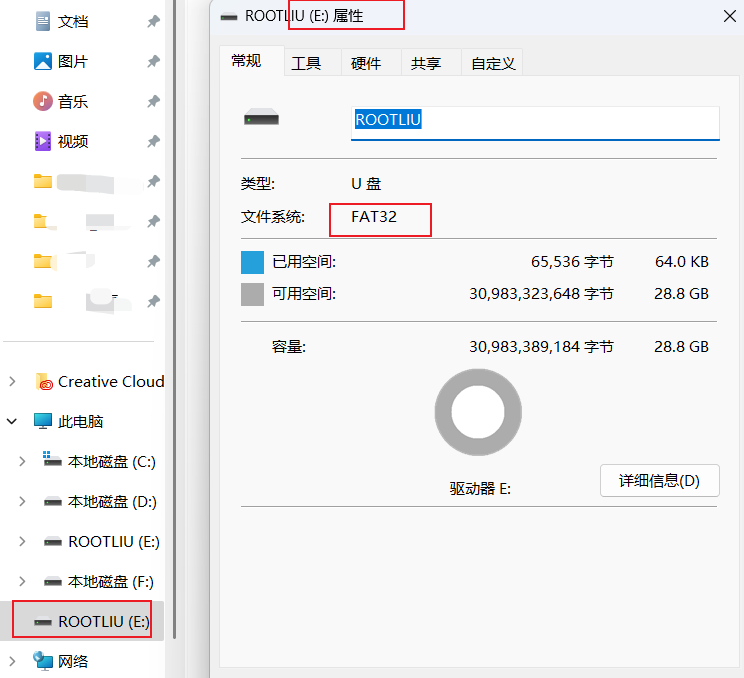 文档
图片
音乐
视频
Creative Cloud
此电脑
本地磁盘 (C:)
本地磁盘 (D:)
ROOTLIU (E:)
本地磁盘 (F:)
ROOTLIU (E:)
网络
ROOTLIU (E:) 属性
常规 工具 硬件 共享 自定义
ROOTLIU
类型: U 盘
文件系统: FAT32
已用空间: 65,536 字节 64.0 KB
可用空间: 30,983,323,648 字节 28.8 GB
容量: 30,983,389,184 字节 28.8 GB
驱动器 E:
详细信息(D)